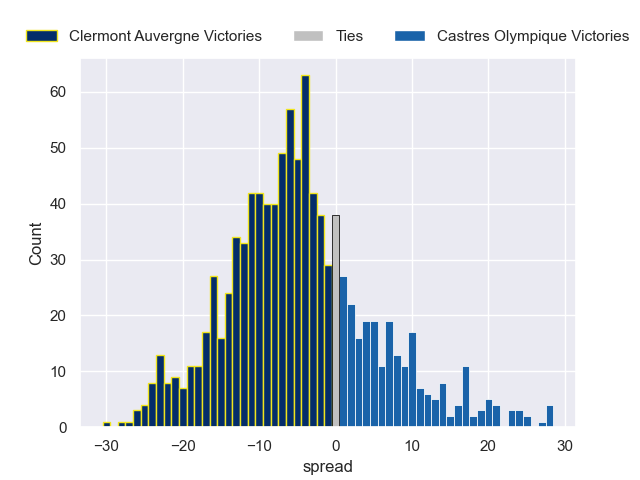 Clermont Auvergne Victories Ties Castres Olympique Victories
60
50
40
30
20
10
0
Count
−30 −20 −10 0 10 20 30
spread